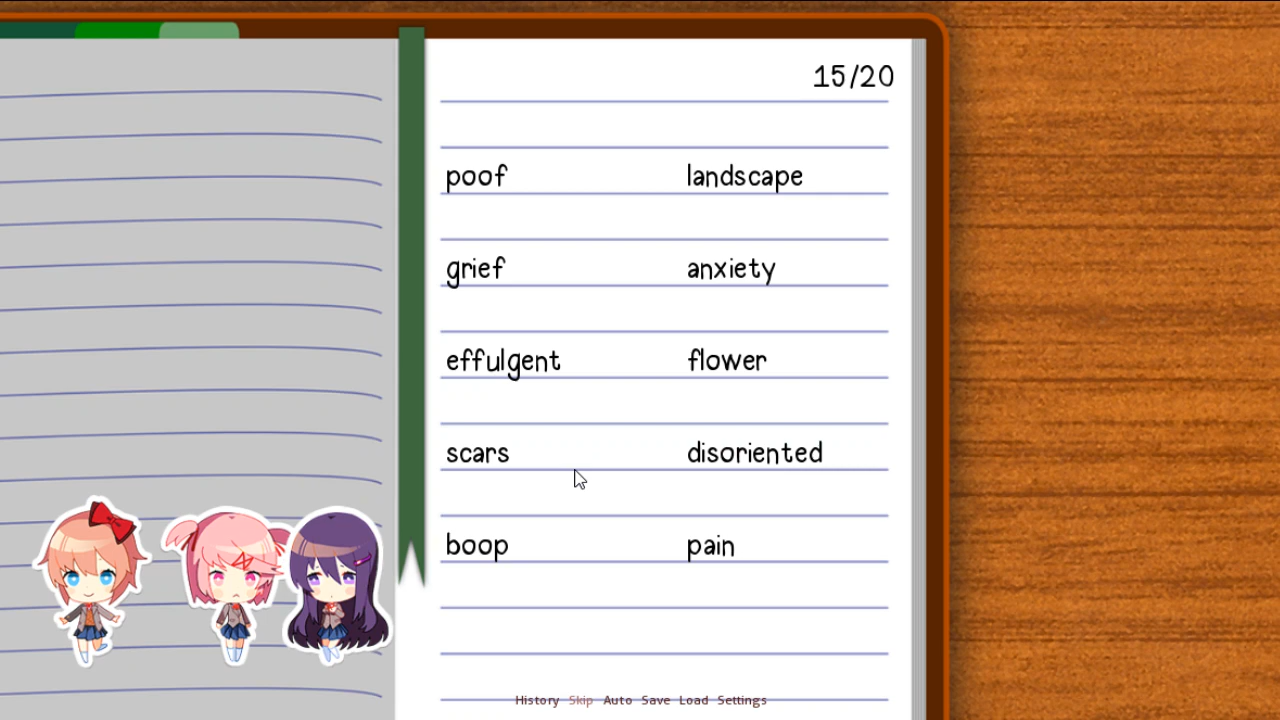 15/20
poof landscape
grief anxiety
effulgent flower
scars disoriented
boop pain
History Skip Auto Save Load Settings